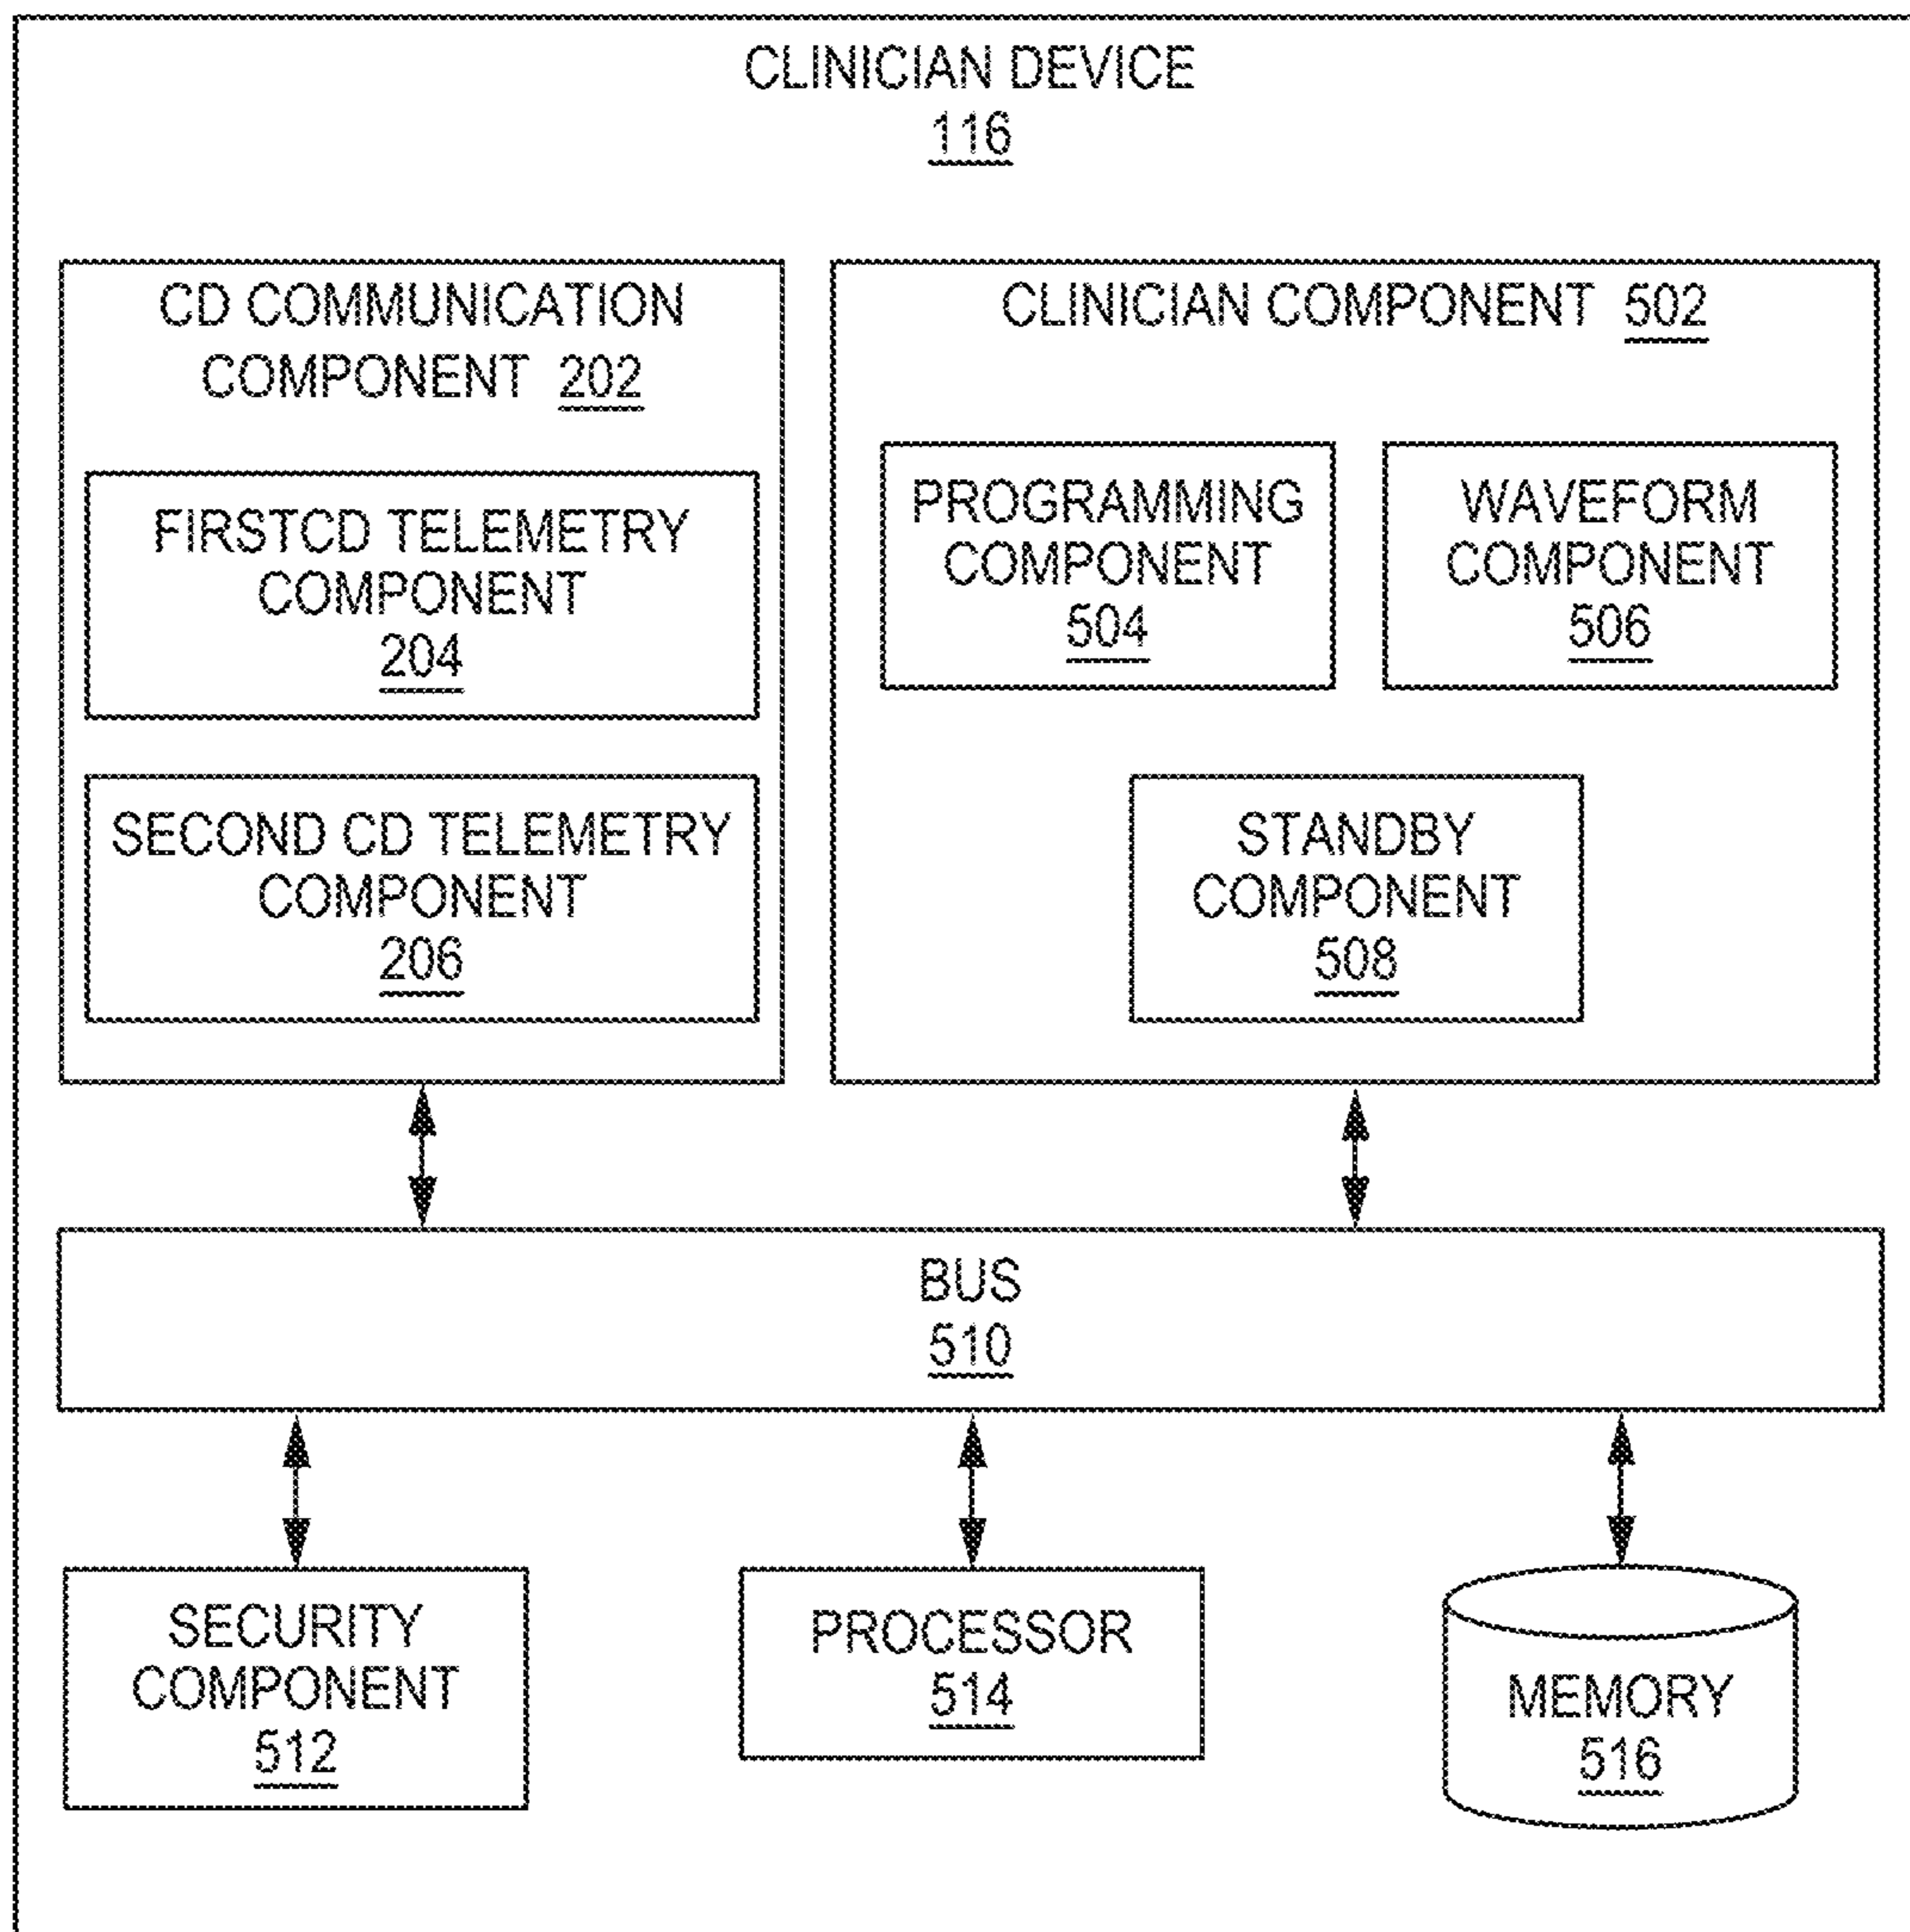 CLINICIAN DEVICE
116
CD COMMUNICATION
COMPONENT 202
FIRSTCD TELEMETRY
COMPONENT
204
SECOND CD TELEMETRY
COMPONENT
206
CLINICIAN COMPONENT 502
PROGRAMMING
COMPONENT
504
WAVEFORM
COMPONENT
506
STANDBY
COMPONENT
508
BUS
510
SECURITY
COMPONENT
512
PROCESSOR
514
MEMORY
516